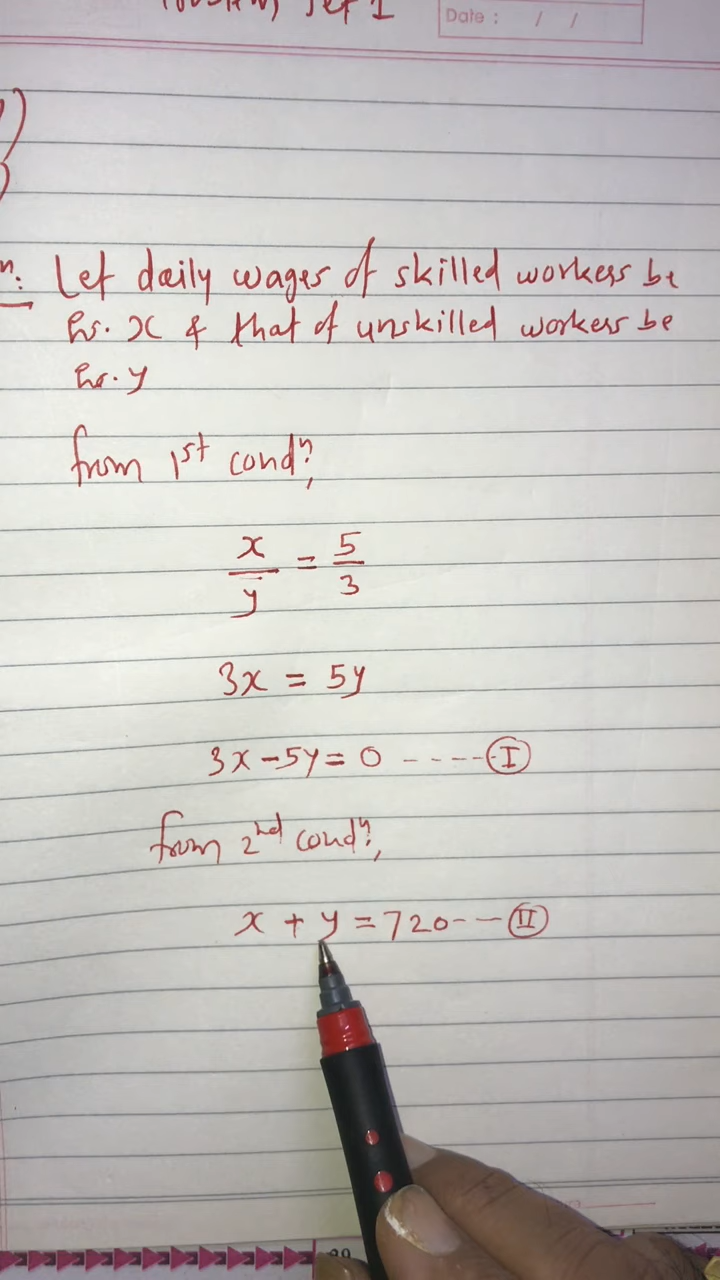 Set I
Date : / /
n: Let daily wages of skilled workers be
Rs. x & that of unskilled workers be
Rs. y
from 1st condn,
x/y = 5/3
3x = 5y
3x - 5y = 0 ----- I
from 2nd condn,
x + y = 720 --- II